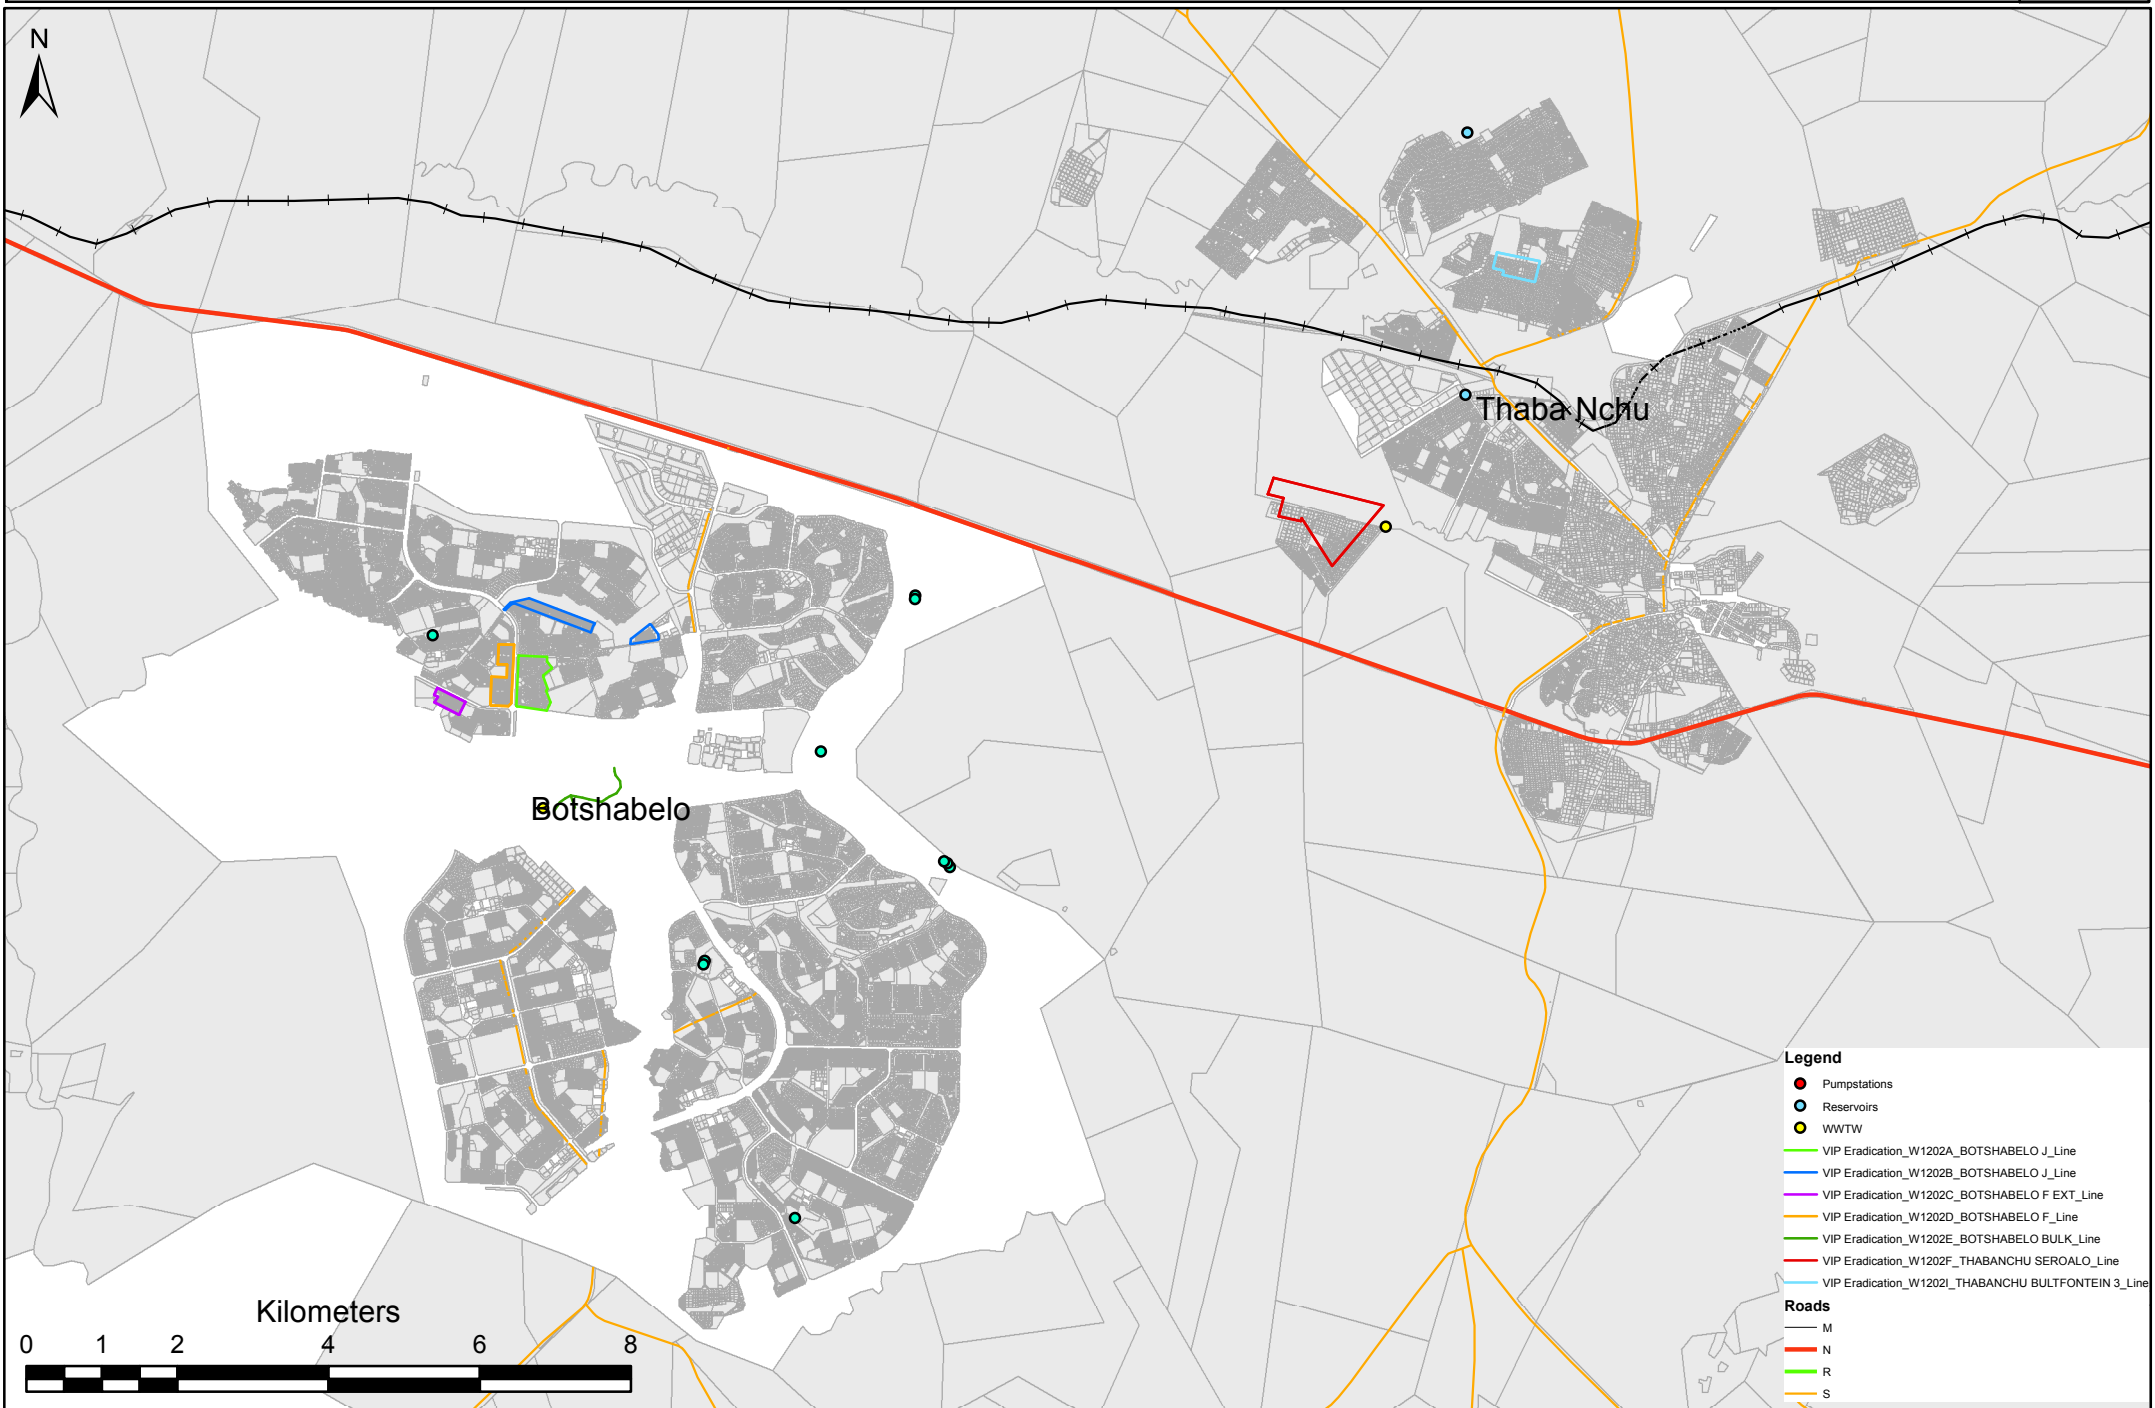 N
Thaba Nchu
Botshabelo
Kilometers
0 1 2 4 6 8
Legend
Pumpstations
Reservoirs
WWTW
VIP Eradication_W1202A_BOTSHABELO J_Line
VIP Eradication_W1202B_BOTSHABELO J_Line
VIP Eradication_W1202C_BOTSHABELO F EXT_Line
VIP Eradication_W1202D_BOTSHABELO F_Line
VIP Eradication_W1202E_BOTSHABELO BULK_Line
VIP Eradication_W1202F_THABANCHU SEROALO_Line
VIP Eradication_W1202I_THABANCHU BULTFONTEIN 3_Line
Roads
M
N
R
S